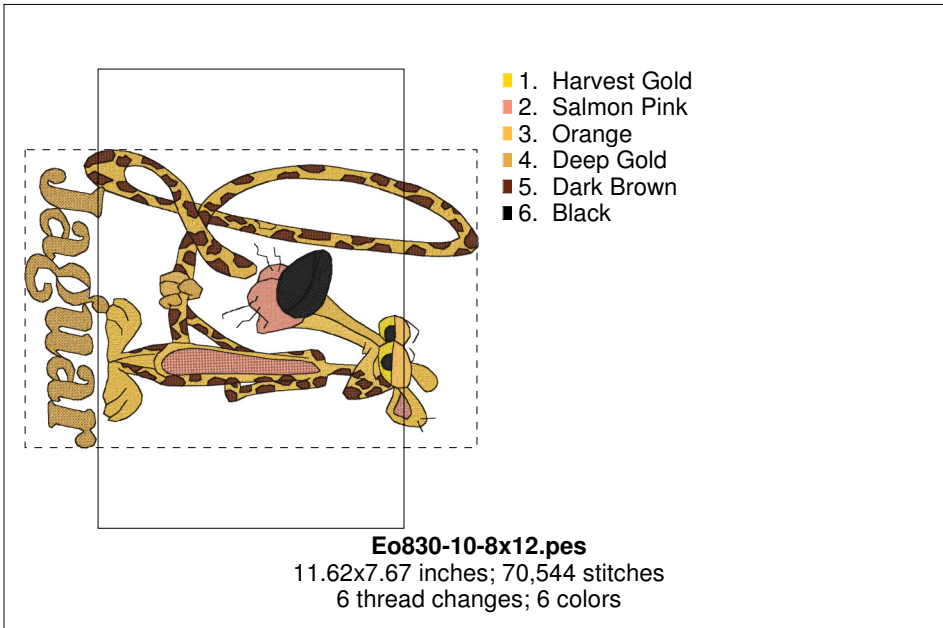 1. Harvest Gold
2. Salmon Pink
3. Orange
4. Deep Gold
5. Dark Brown
6. Black
Jaguar
Eo830-10-8x12.pes
11.62x7.67 inches; 70,544 stitches
6 thread changes; 6 colors